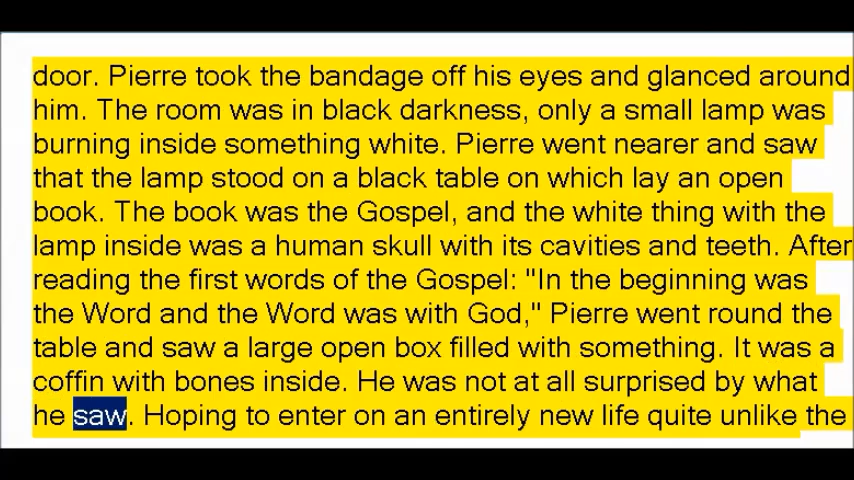 door. Pierre took the bandage off his eyes and glanced around
him. The room was in black darkness, only a small lamp was
burning inside something white. Pierre went nearer and saw
that the lamp stood on a black table on which lay an open
book. The book was the Gospel, and the white thing with the
lamp inside was a human skull with its cavities and teeth. After
reading the first words of the Gospel: "In the beginning was
the Word and the Word was with God," Pierre went round the
table and saw a large open box filled with something. It was a
coffin with bones inside. He was not at all surprised by what
he saw. Hoping to enter on an entirely new life quite unlike the